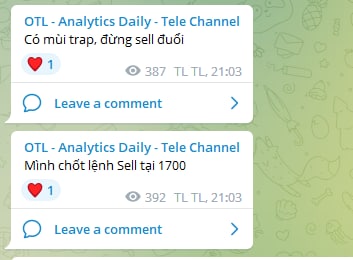 OTL - Analytics Daily - Tele Channel
Có mùi trap, đừng sell đuổi
1
387 TL TL, 21:03
Leave a comment
OTL - Analytics Daily - Tele Channel
Mình chốt lệnh Sell tại 1700
1
392 TL TL, 21:03
Leave a comment